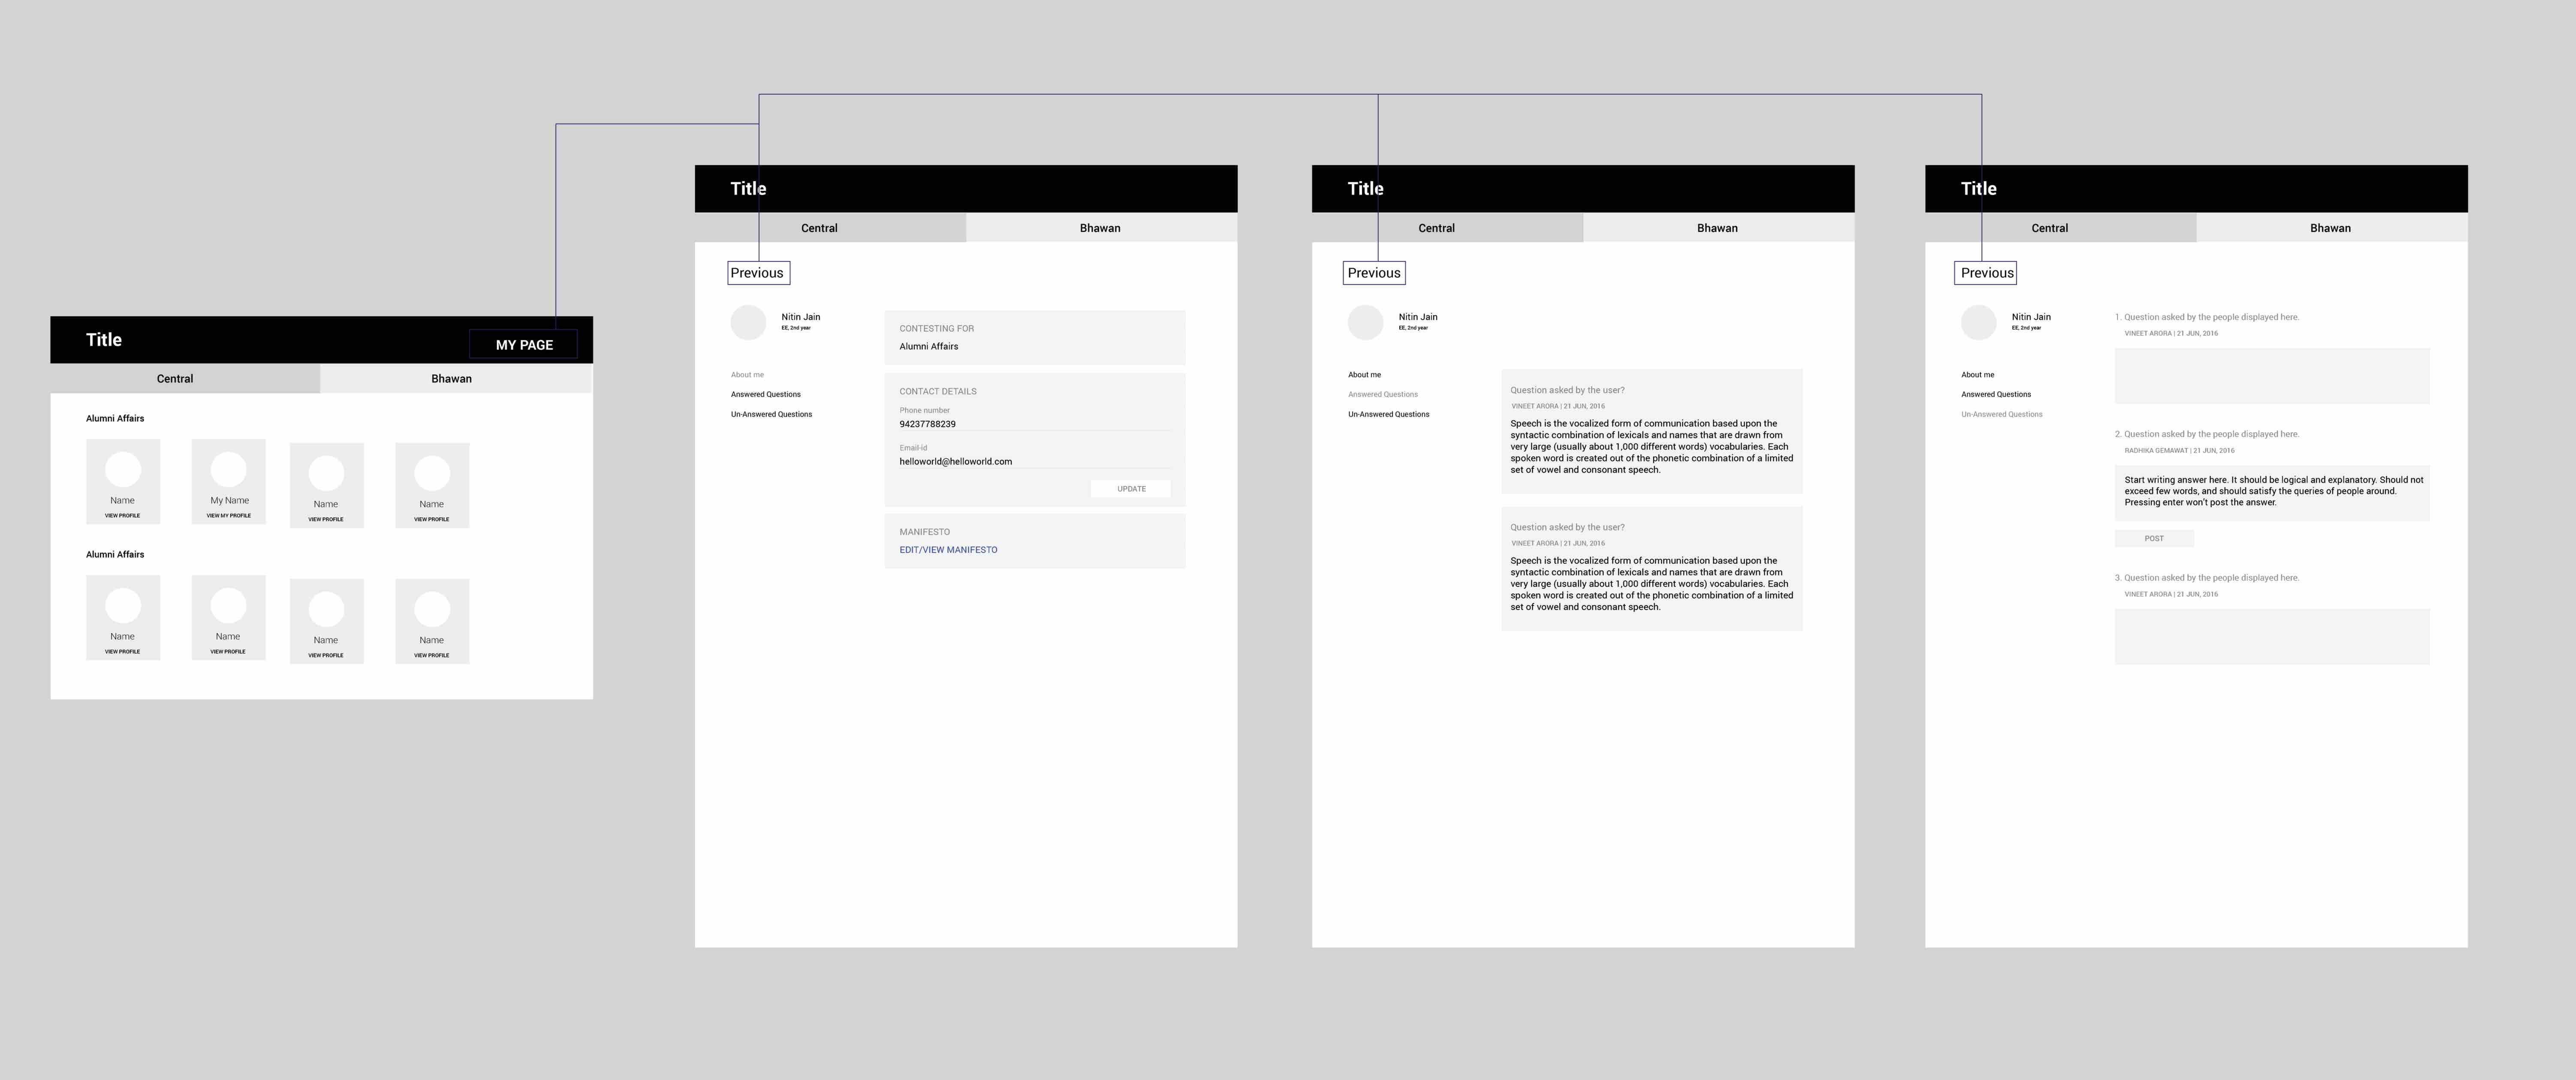 Title
MY PAGE
Central
Bhawan
Alumni Affairs
Name
VIEW PROFILE
My Name
VIEW MY PROFILE
Name
VIEW PROFILE
Name
VIEW PROFILE
Alumni Affairs
Name
VIEW PROFILE
Name
VIEW PROFILE
Name
VIEW PROFILE
Name
VIEW PROFILE
Title
Central
Bhawan
Previous
Nitin Jain
EE, 2nd year
About me
Answered Questions
Un-Answered Questions
CONTESTING FOR
Alumni Affairs
CONTACT DETAILS
Phone number
94237788239
Email-id
helloworld@helloworld.com
UPDATE
MANIFESTO
EDIT/VIEW MANIFESTO
Title
Central
Bhawan
Previous
Nitin Jain
EE, 2nd year
About me
Answered Questions
Un-Answered Questions
Question asked by the user?
VINEET ARORA | 21 JUN, 2016
Speech is the vocalized form of communication based upon the
syntactic combination of lexicals and names that are drawn from
very large (usually about 1,000 different words) vocabularies. Each
spoken word is created out of the phonetic combination of a limited
set of vowel and consonant speech.
Question asked by the user?
VINEET ARORA | 21 JUN, 2016
Speech is the vocalized form of communication based upon the
syntactic combination of lexicals and names that are drawn from
very large (usually about 1,000 different words) vocabularies. Each
spoken word is created out of the phonetic combination of a limited
set of vowel and consonant speech.
Title
Central
Bhawan
Previous
Nitin Jain
EE, 2nd year
About me
Answered Questions
Un-Answered Questions
1. Question asked by the people displayed here.
VINEET ARORA | 21 JUN, 2016
2. Question asked by the people displayed here.
RADHIKA GEMAWAT | 21 JUN, 2016
Start writing answer here. It should be logical and explanatory. Should not
exceed few words, and should satisfy the queries of people around.
Pressing enter won't post the answer.
POST
3. Question asked by the people displayed here.
VINEET ARORA | 21 JUN, 2016